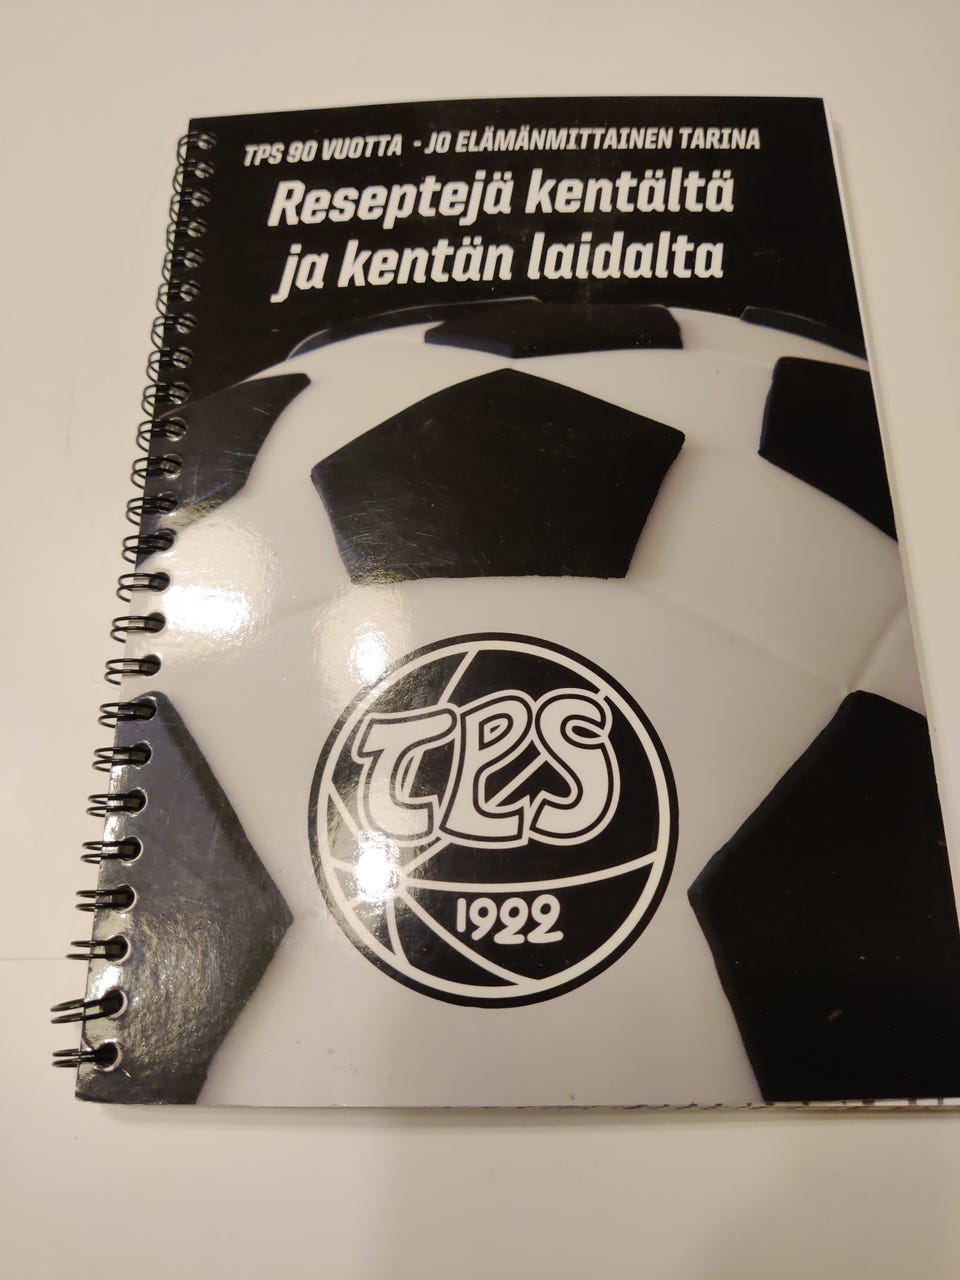 TPS 90 VUOTTA - JO ELÄMÄNMITTAINEN TARINA
Reseptejä kentältä
ja kentän laidalta
TPS
1922